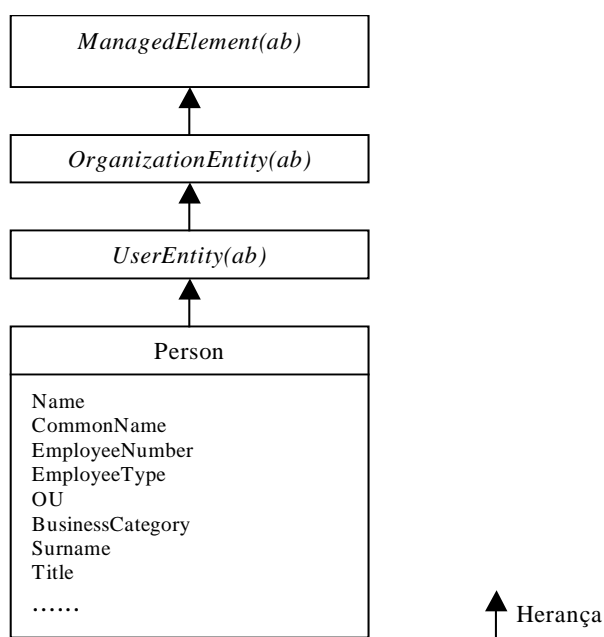 ManagedElement(ab)
OrganizationEntity(ab)
UserEntity(ab)
Person
Name
CommonName
EmployeeNumber
EmployeeType
OU
BusinessCategory
Surname
Title
......
Herança